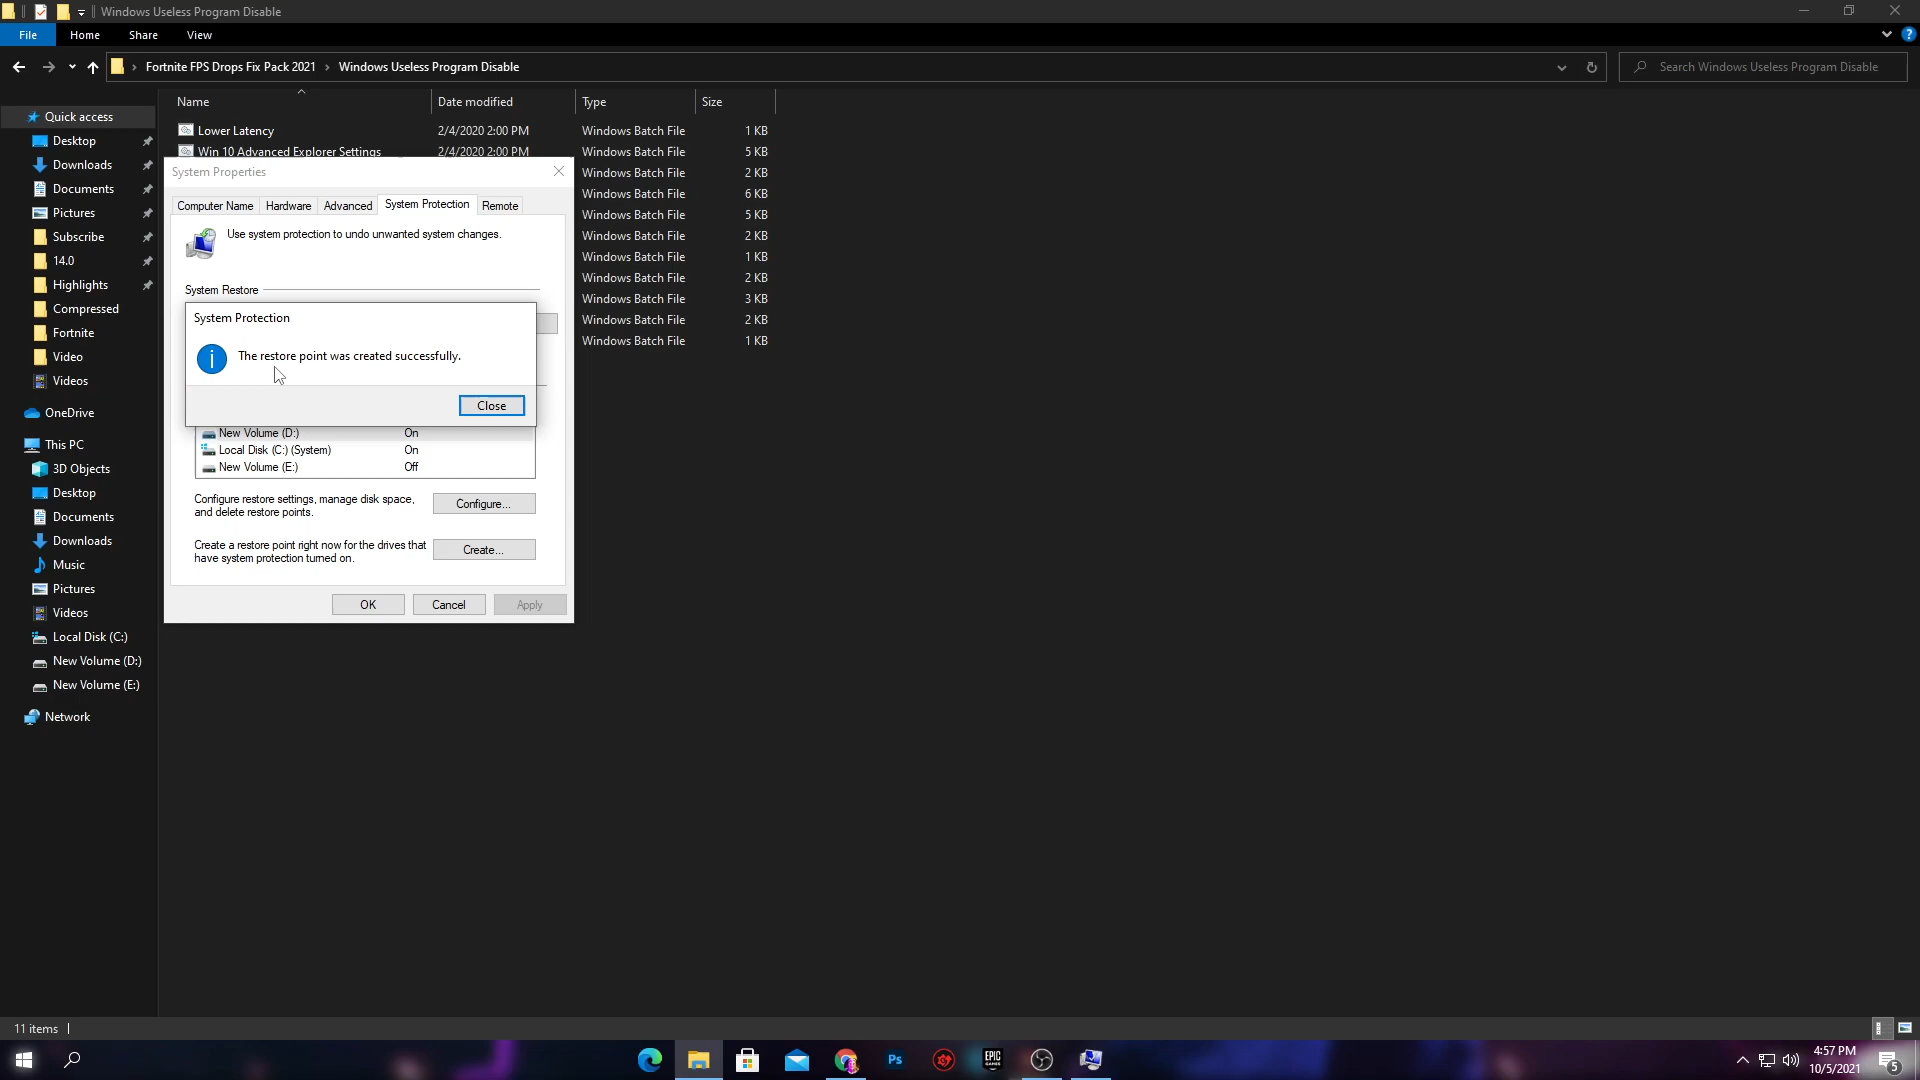 Windows Useless Program Disable
File Home Share View
Fortnite FPS Drops Fix Pack 2021 › Windows Useless Program Disable
Search Windows Useless Program Disable
Name Date modified Type Size
Lower Latency 2/4/2020 2:00 PM Windows Batch File 1 KB
Win 10 Advanced Explorer Settings 2/4/2020 2:00 PM Windows Batch File 5 KB
Windows Batch File 2 KB
Windows Batch File 6 KB
Windows Batch File 5 KB
Windows Batch File 2 KB
Windows Batch File 1 KB
Windows Batch File 2 KB
Windows Batch File 3 KB
Windows Batch File 2 KB
Windows Batch File 1 KB
Quick access
Desktop
Downloads
Documents
Pictures
Subscribe
14.0
Highlights
Compressed
Fortnite
Video
Videos
OneDrive
This PC
3D Objects
Desktop
Documents
Downloads
Music
Pictures
Videos
Local Disk (C:)
New Volume (D:)
New Volume (E:)
Network
System Properties
Computer Name Hardware Advanced System Protection Remote
Use system protection to undo unwanted system changes.
System Restore
System Protection
The restore point was created successfully.
Close
New Volume (D:) On
Local Disk (C:) (System) On
New Volume (E:) Off
Configure restore settings, manage disk space,
and delete restore points.
Configure...
Create a restore point right now for the drives that
have system protection turned on.
Create...
OK Cancel Apply
11 items
Ps
EPIC
GAMES
4:57 PM
10/5/2021
5